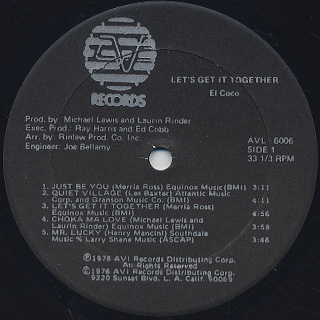 AVI
RECORDS
LET'S GET IT TOGETHER
El Coco
Prod. by: Michael Lewis and Laurin Rinder
Exec. Prod.: Ray Harris and Ed Cobb
Arr. by: Rinlew Prod. Co. Inc.
Engineer: Joe Bellamy
AVL - 6006
SIDE 1
33 1/3 RPM
1. JUST BE YOU (Merria Ross) Equinox Music (BMI) 3:11
2. QUIET VILLAGE (Les Baxter) Atlantic Music
Corp. and Granson Music Co. (BMI) 6:11
3. LET'S GET IT TOGETHER (Merria Ross)
Equinox Music (BMI) 4:56
4. CHOKA MA LOVE (Michael Lewis and
Laurin Rinder) Equinox Music (BMI) 5:58
5. MR. LUCKY (Henry Mancini) Southdale
Music % Larry Shane Music (ASCAP) 3:46
℗1976 AVI Records Distributing Corp.
All Rights Reserved
©1976 AVI Records Distributing Corp.
9220 Sunset Blvd. L.A. Calif. 90069